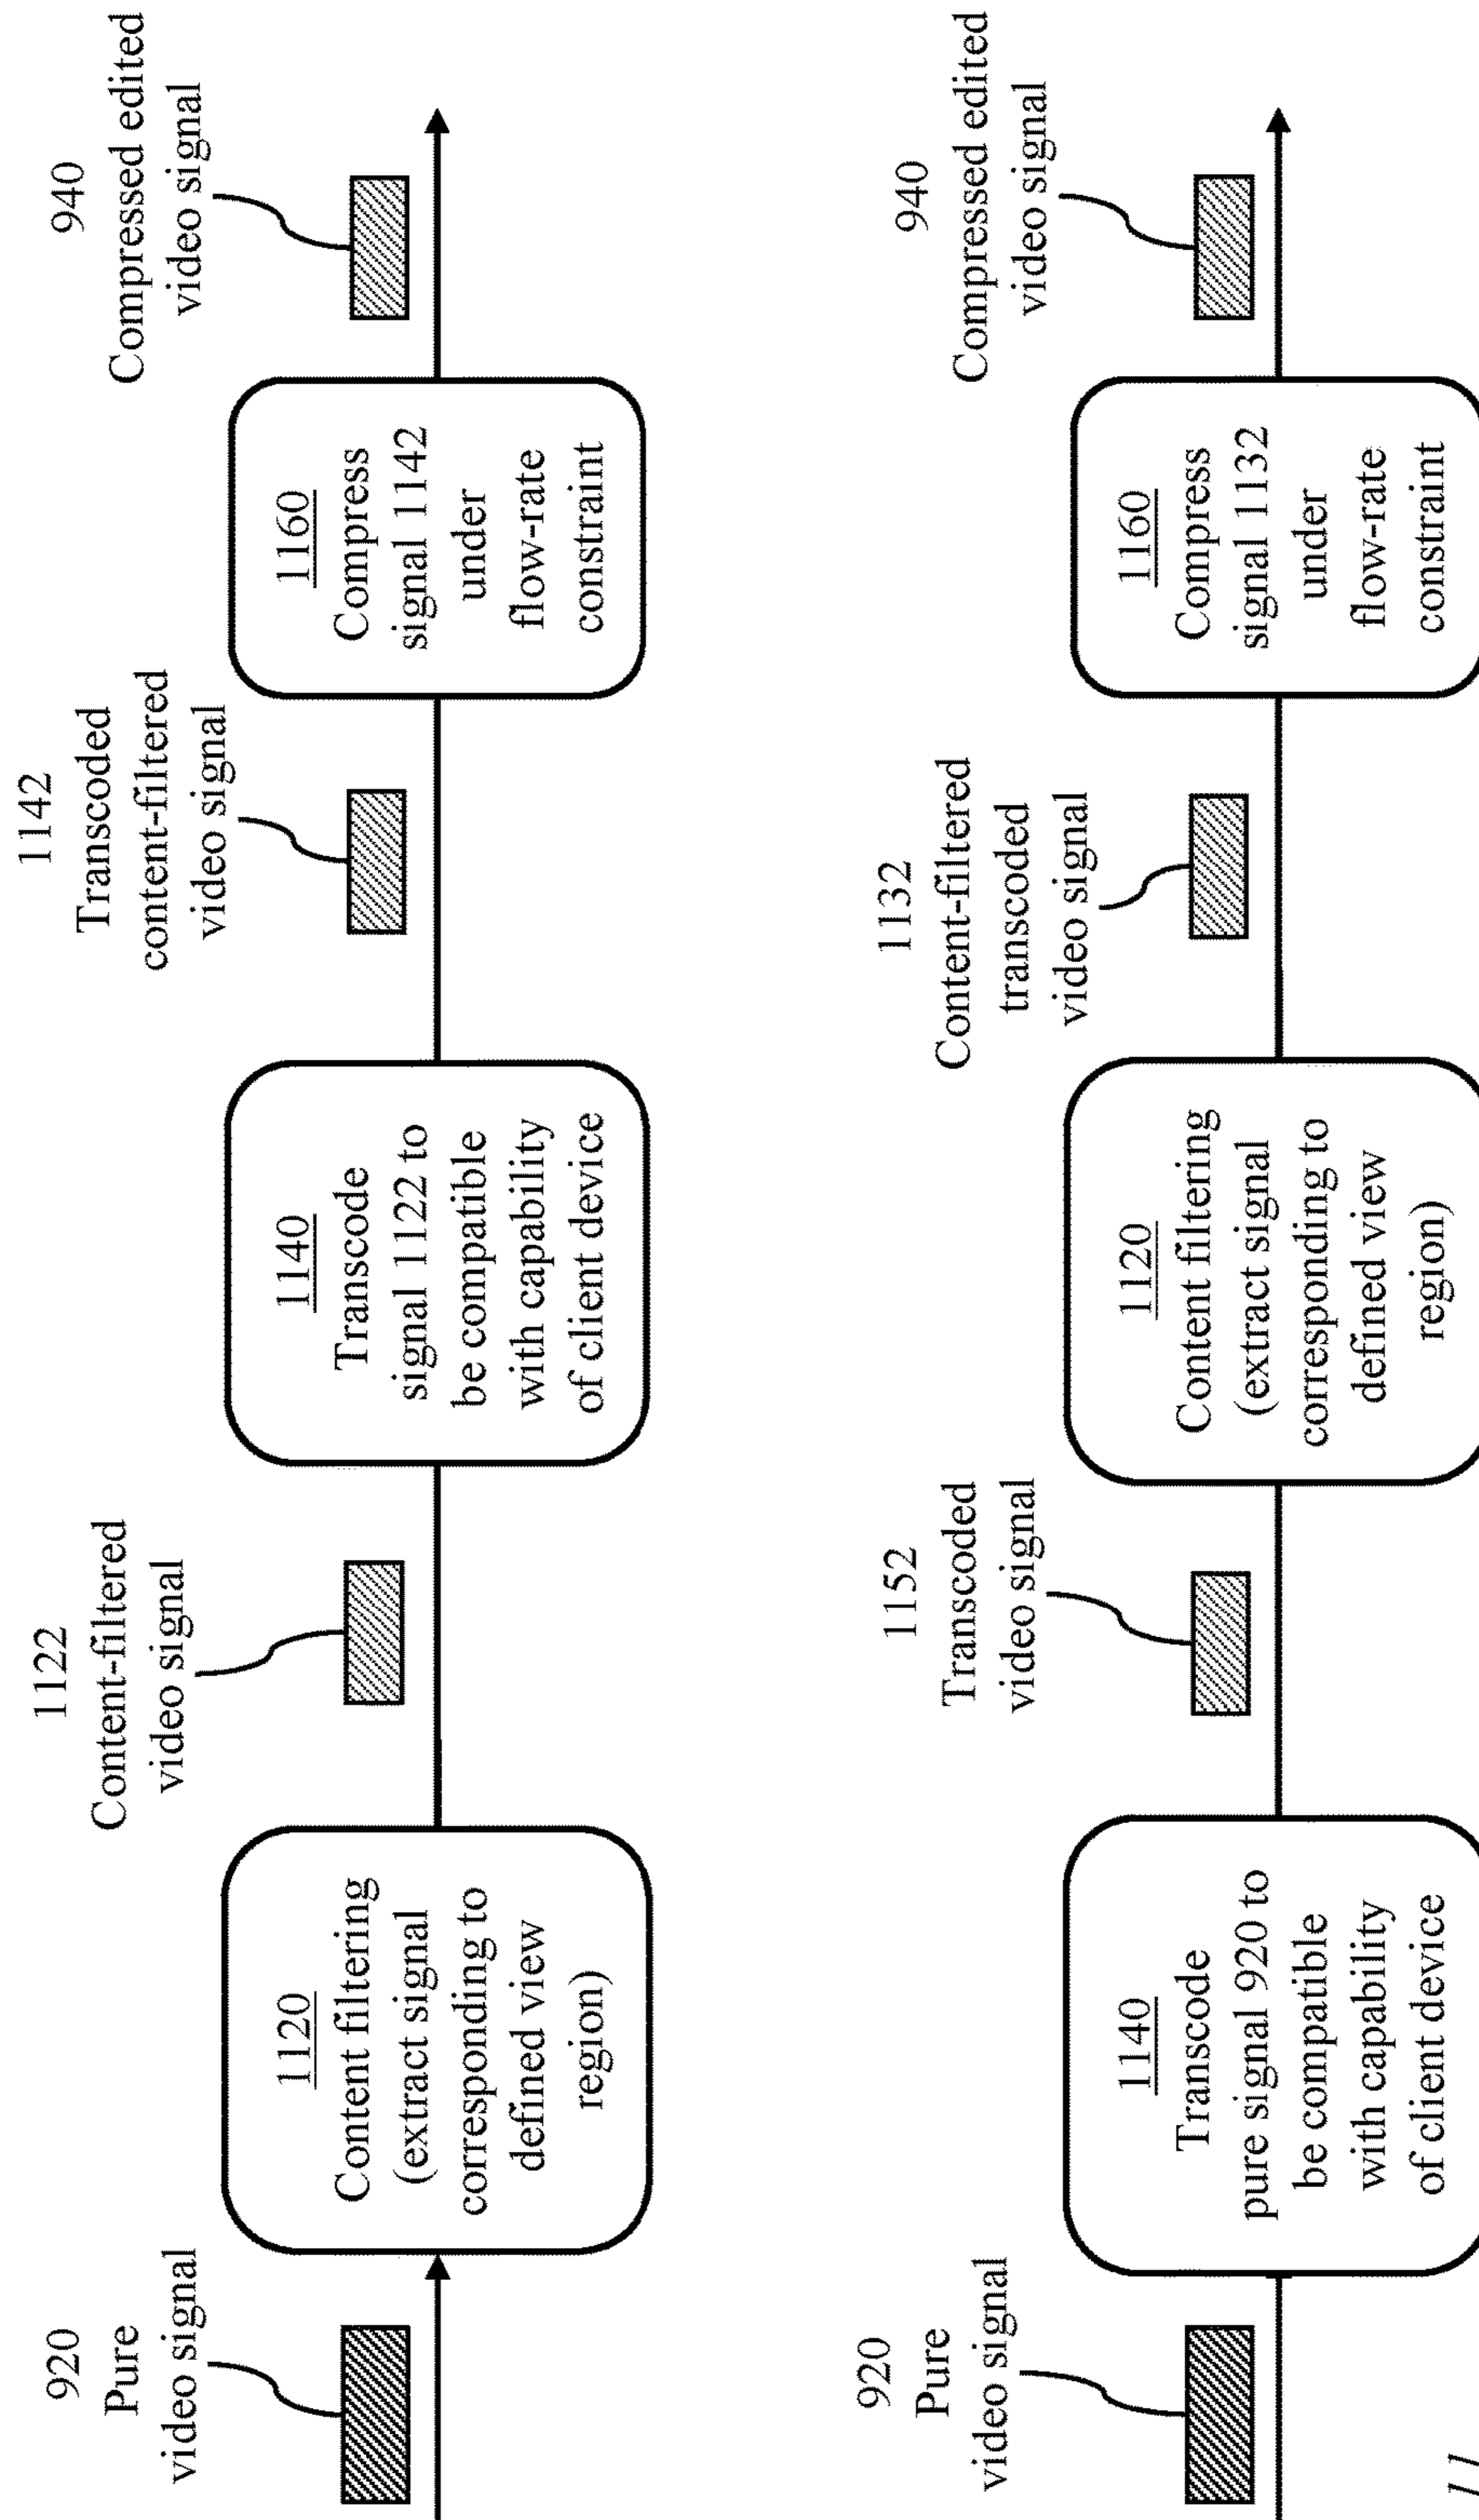 920
Pure
video signal
1120
Content filtering
(extract signal
corresponding to
defined view
region)
1122
Content-filtered
video signal
1140
Transcode
signal 1122 to
be compatible
with capability
of client device
1142
Transcoded
content-filtered
video signal
1160
Compress
signal 1142
under
flow-rate
constraint
940
Compressed edited
video signal
920
Pure
video signal
1140
Transcode
pure signal 920 to
be compatible
with capability
of client device
1152
Transcoded
video signal
1120
Content filtering
(extract signal
corresponding to
defined view
region)
1132
Content-filtered
transcoded
video signal
1160
Compress
signal 1132
under
flow-rate
constraint
940
Compressed edited
video signal